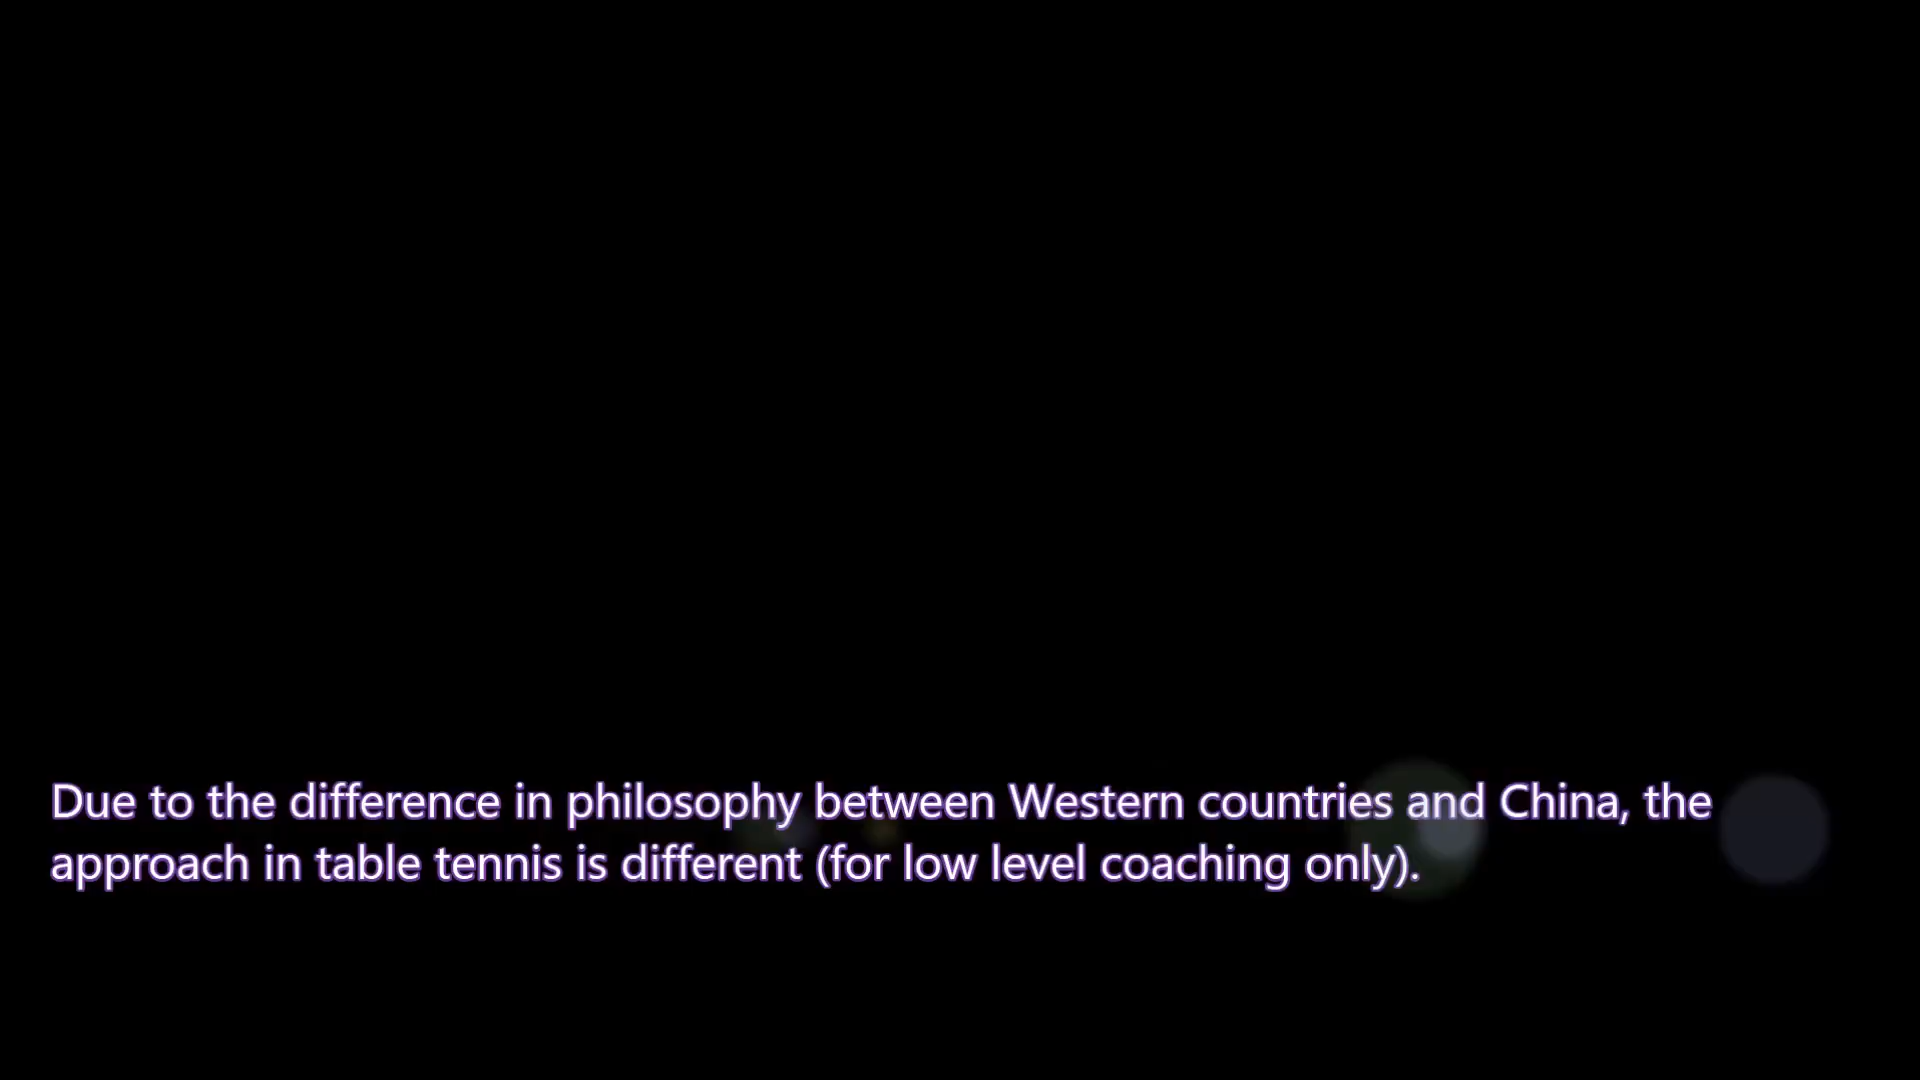 Due to the difference in philosophy between Western countries and China, the
approach in table tennis is different (for low level coaching only).